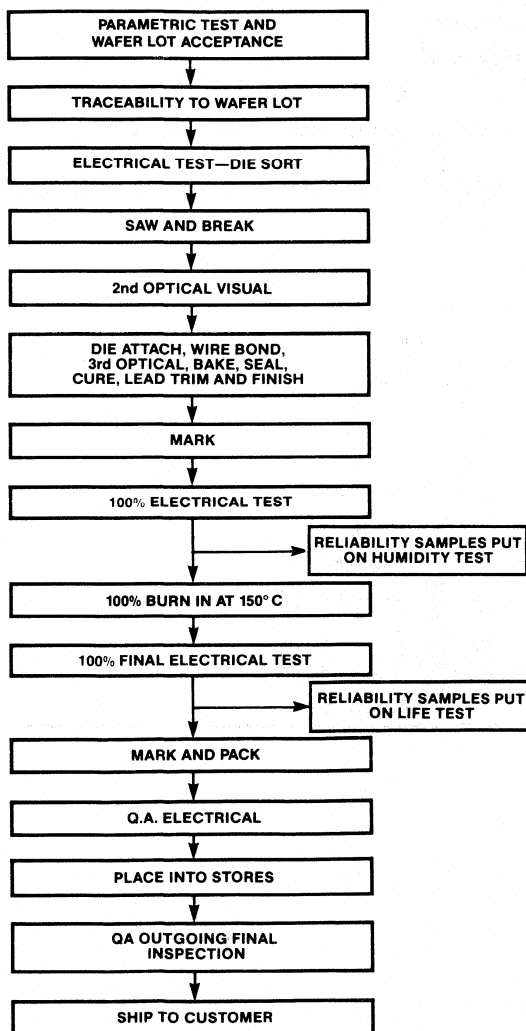 PARAMETRIC TEST AND
WAFER LOT ACCEPTANCE
TRACEABILITY TO WAFER LOT
ELECTRICAL TEST—DIE SORT
SAW AND BREAK
2nd OPTICAL VISUAL
DIE ATTACH, WIRE BOND,
3rd OPTICAL, BAKE, SEAL,
CURE, LEAD TRIM AND FINISH
MARK
100% ELECTRICAL TEST
RELIABILITY SAMPLES PUT
ON HUMIDITY TEST
100% BURN IN AT 150°C
100% FINAL ELECTRICAL TEST
RELIABILITY SAMPLES PUT
ON LIFE TEST
MARK AND PACK
Q.A. ELECTRICAL
PLACE INTO STORES
QA OUTGOING FINAL
INSPECTION
SHIP TO CUSTOMER